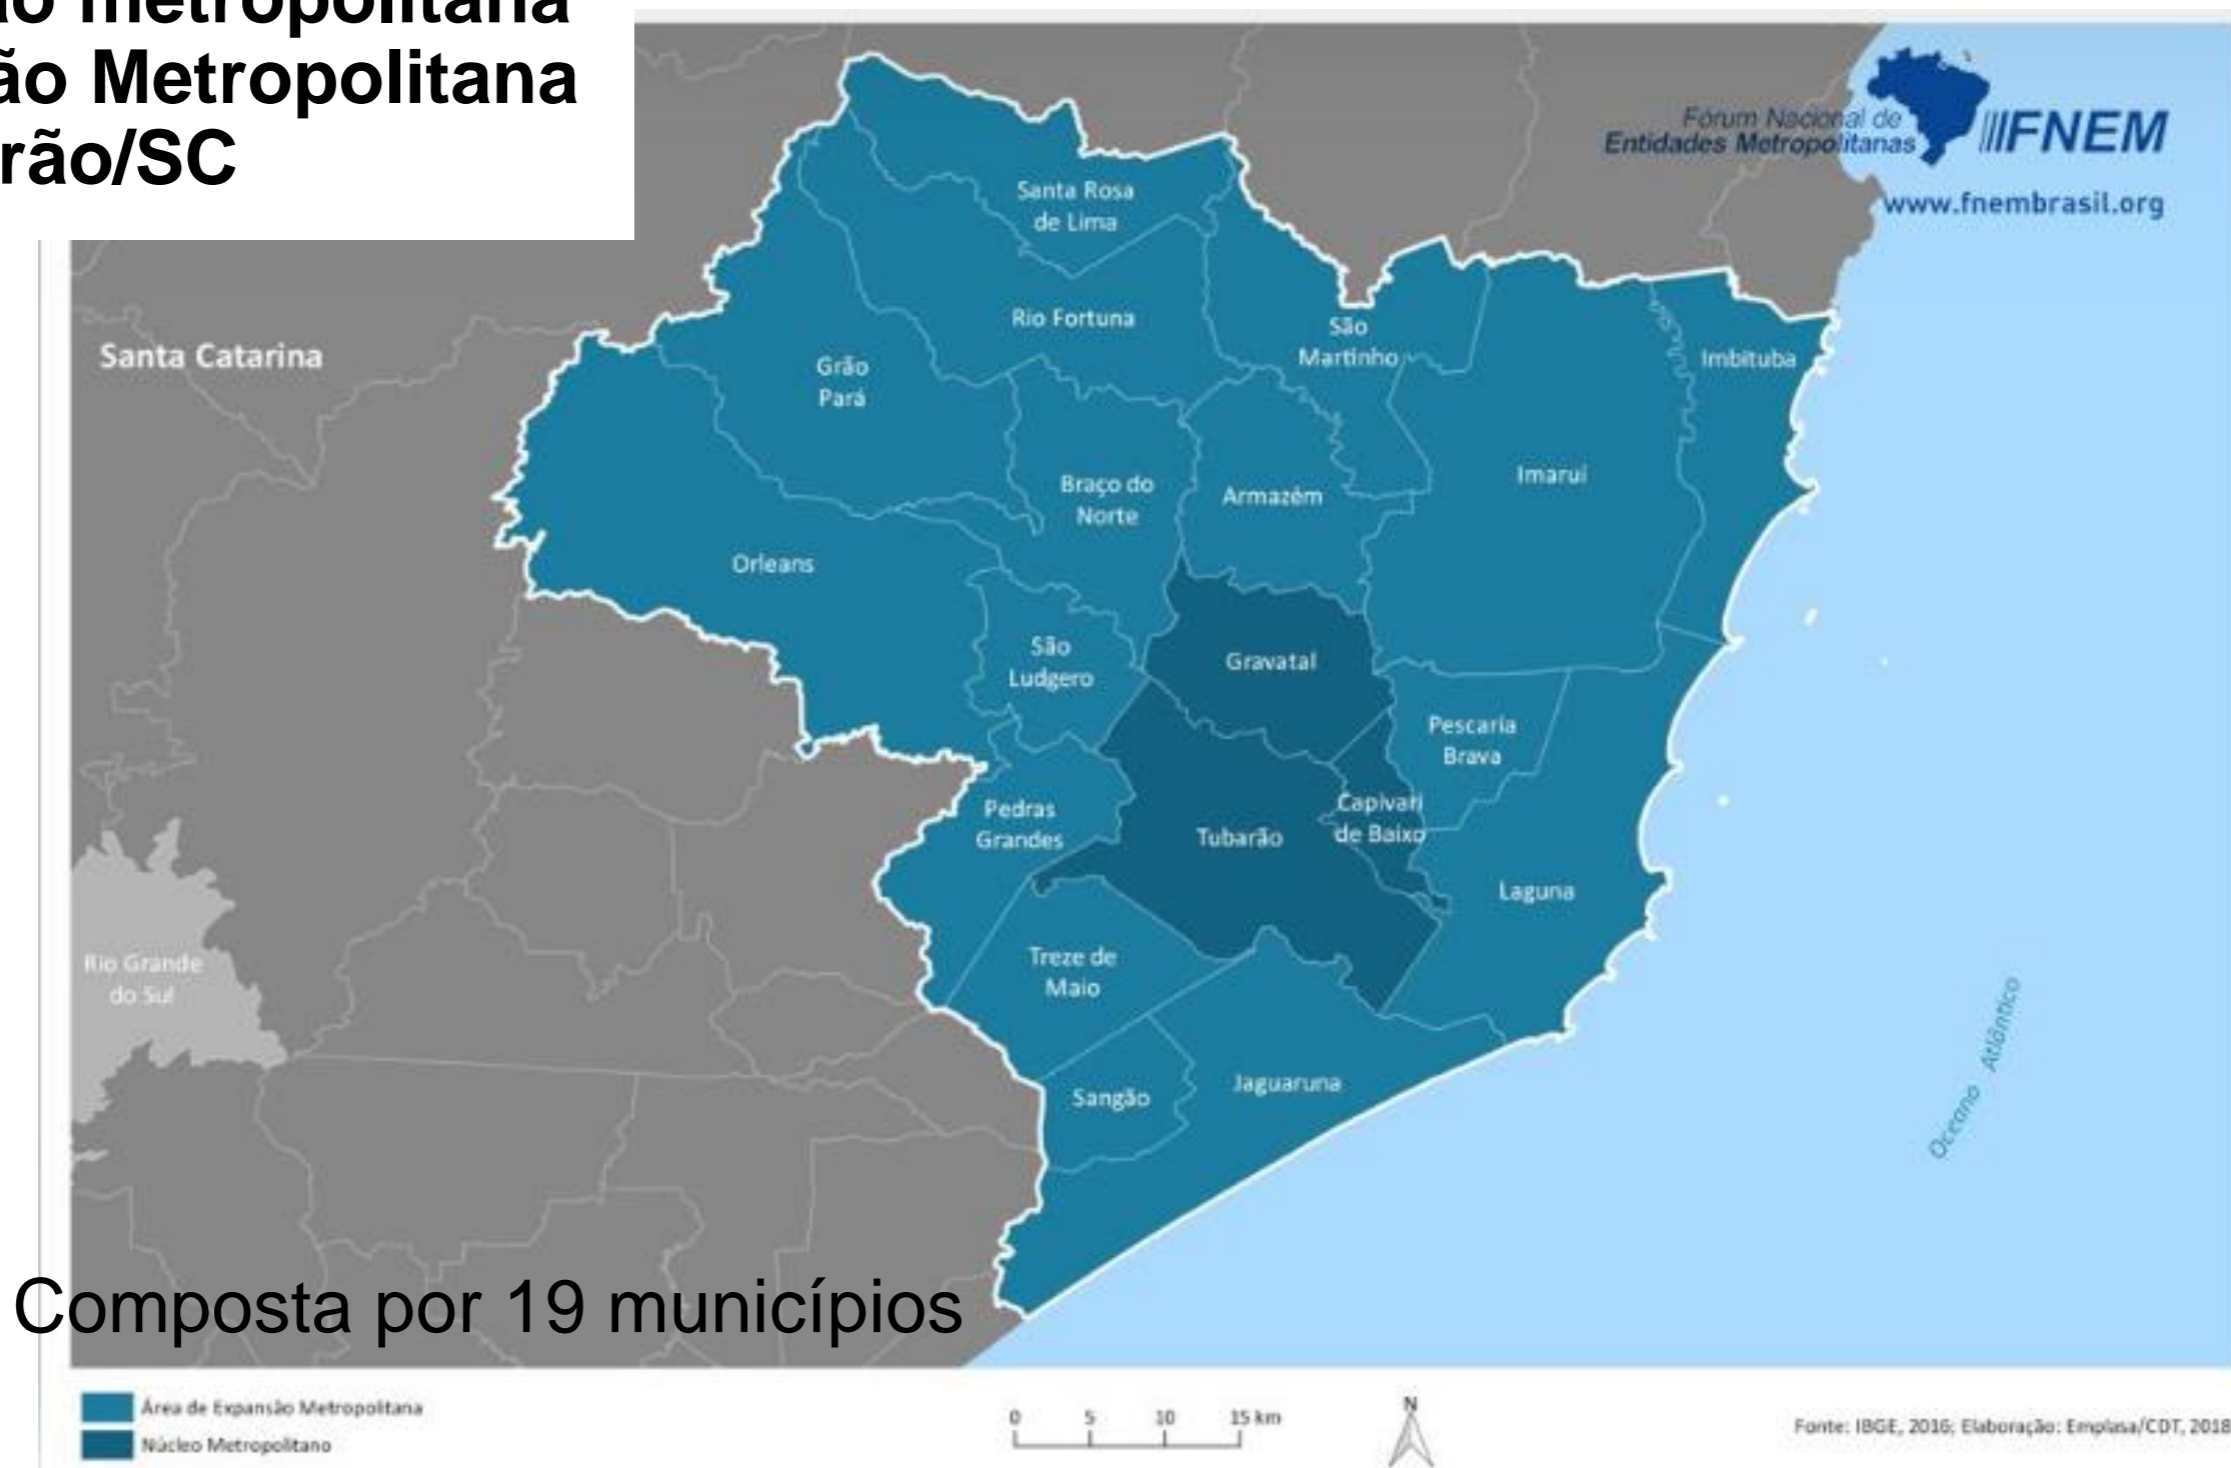 ão metropolitana
ão Metropolitana
rão/SC
Fórum Nacional de
Entidades Metropolitanas
FNEM
www.fnembrasil.org
Santa Rosa
de Lima
Rio Fortuna
São
Martinho
Santa Catarina
Imbituba
Grão
Pará
Imaruí
Braço do
Norte
Armazém
Orleans
São
Ludgero
Gravatal
Pescaria
Brava
Pedras
Grandes
Capivari
de Baixo
Tubarão
Laguna
Rio Grande
do Sul
Treze de
Maio
Oceano Atlântico
Sangão
Jaguaruna
Composta por 19 municípios
Área de Expansão Metropolitana
Núcleo Metropolitano
0 5 10 15 km
N
Fonte: IBGE, 2016; Elaboração: Emplasa/CDT, 2018